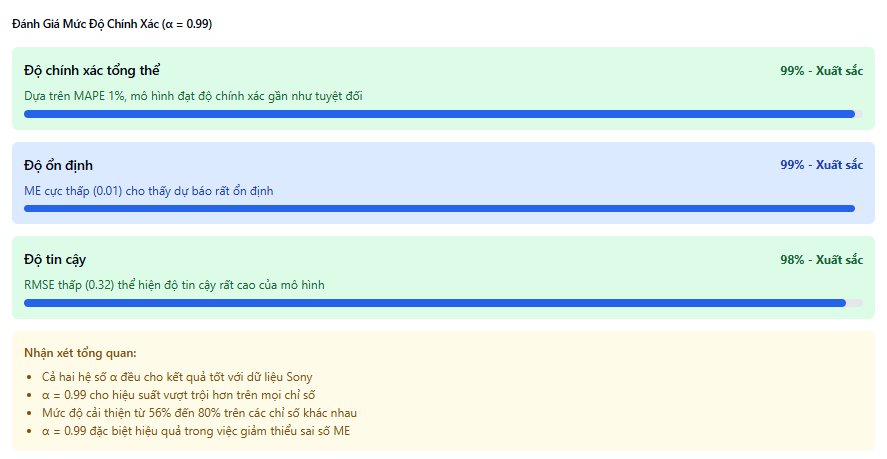 Đánh Giá Mức Độ Chính Xác (α = 0.99)
Độ chính xác tổng thể
99% - Xuất sắc
Dựa trên MAPE 1%, mô hình đạt độ chính xác gần như tuyệt đối
Độ ổn định
99% - Xuất sắc
ME cực thấp (0.01) cho thấy dự báo rất ổn định
Độ tin cậy
98% - Xuất sắc
RMSE thấp (0.32) thể hiện độ tin cậy rất cao của mô hình
Nhận xét tổng quan:
• Cả hai hệ số α đều cho kết quả tốt với dữ liệu Sony
• α = 0.99 cho hiệu suất vượt trội hơn trên mọi chỉ số
• Mức độ cải thiện từ 56% đến 80% trên các chỉ số khác nhau
• α = 0.99 đặc biệt hiệu quả trong việc giảm thiểu sai số ME